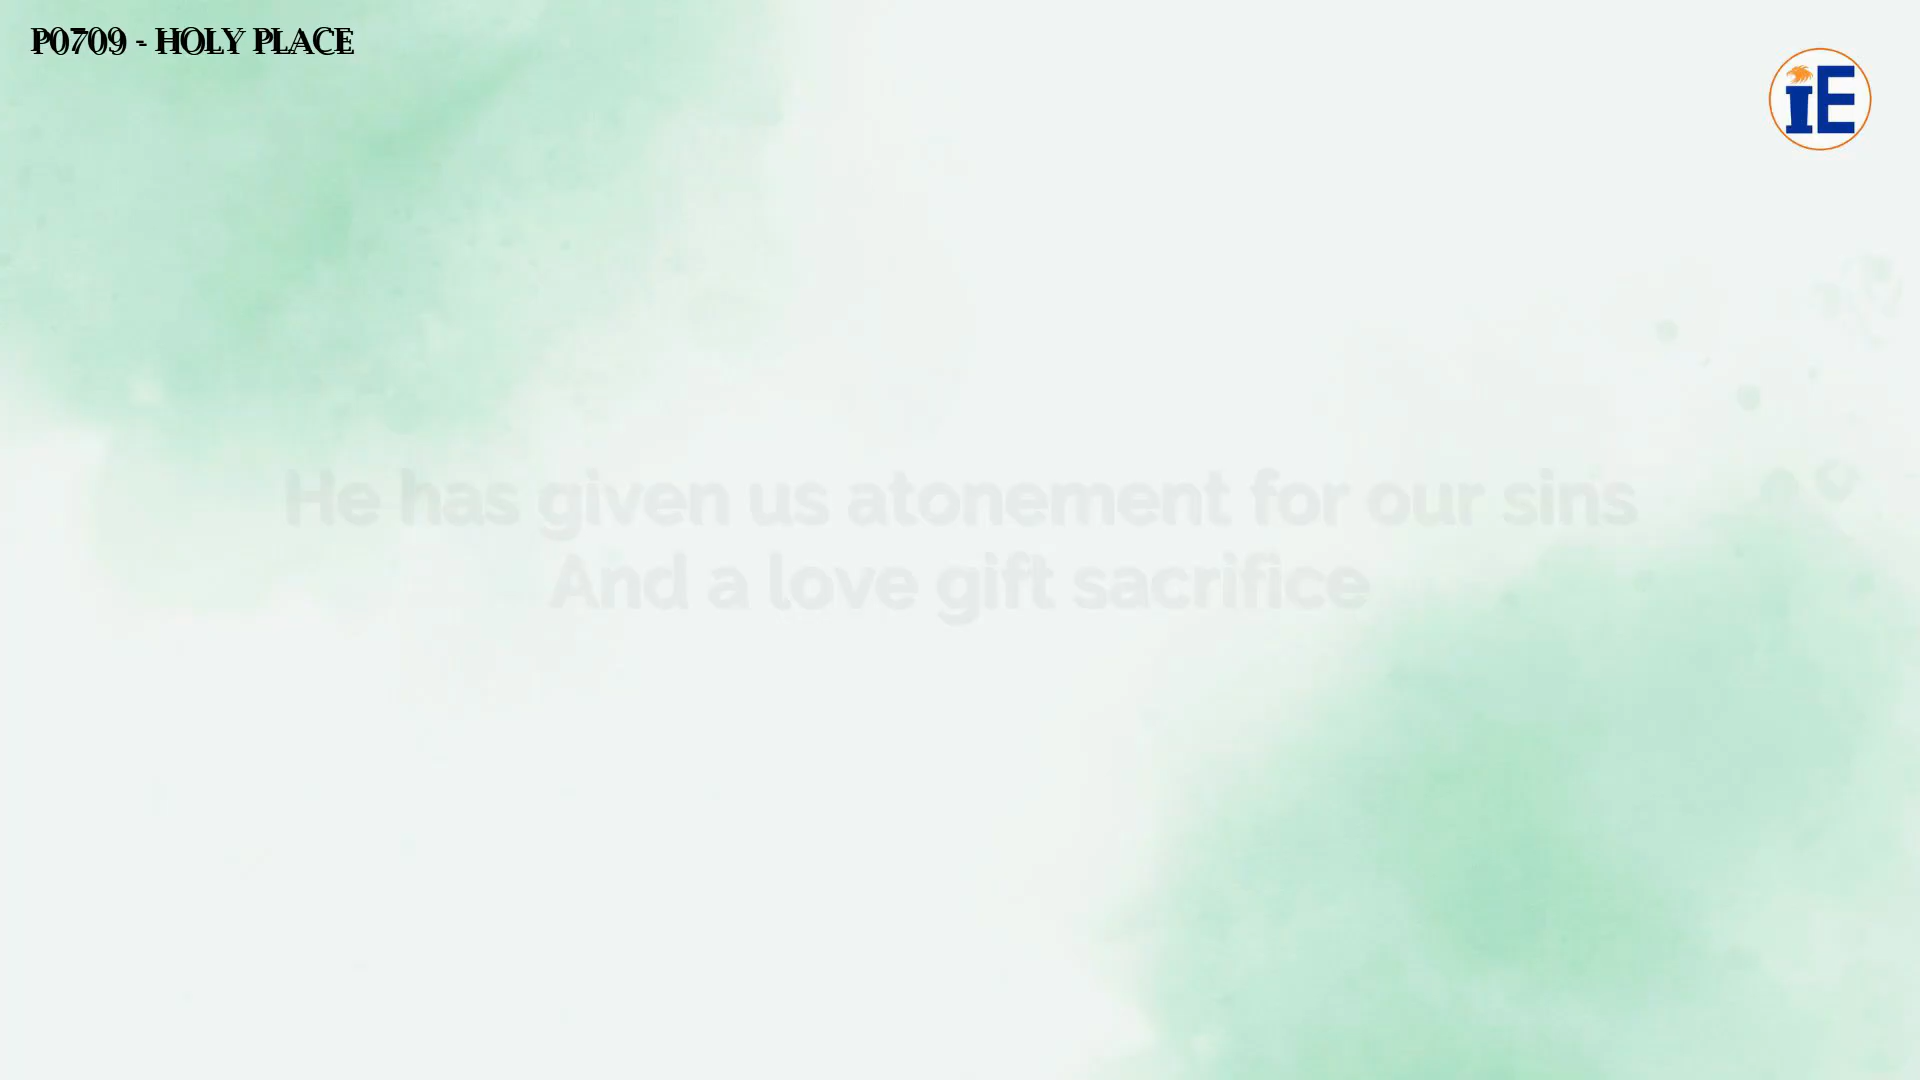 P0709 - HOLY PLACE
iE
He has given us atonement for our sins
And a love gift sacrifice